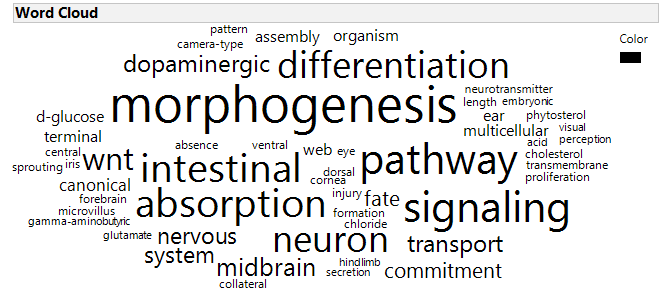 Word Cloud
pattern
camera-type assembly organism
Color
dopaminergic differentiation
morphogenesis
neurotransmitter
length embryonic
d-glucose
ear phytosterol
terminal
multicellular visual
acid perception
central
absence ventral web eye
cholesterol
sprouting iris wnt intestinal pathway transmembrane
dorsal
proliferation
canonical
cornea
forebrain absorption injury fate signaling
microvillus
formation
gamma-aminobutyric
chloride
glutamate nervous neuron transport
system
midbrain hindlimb commitment
secretion
collateral